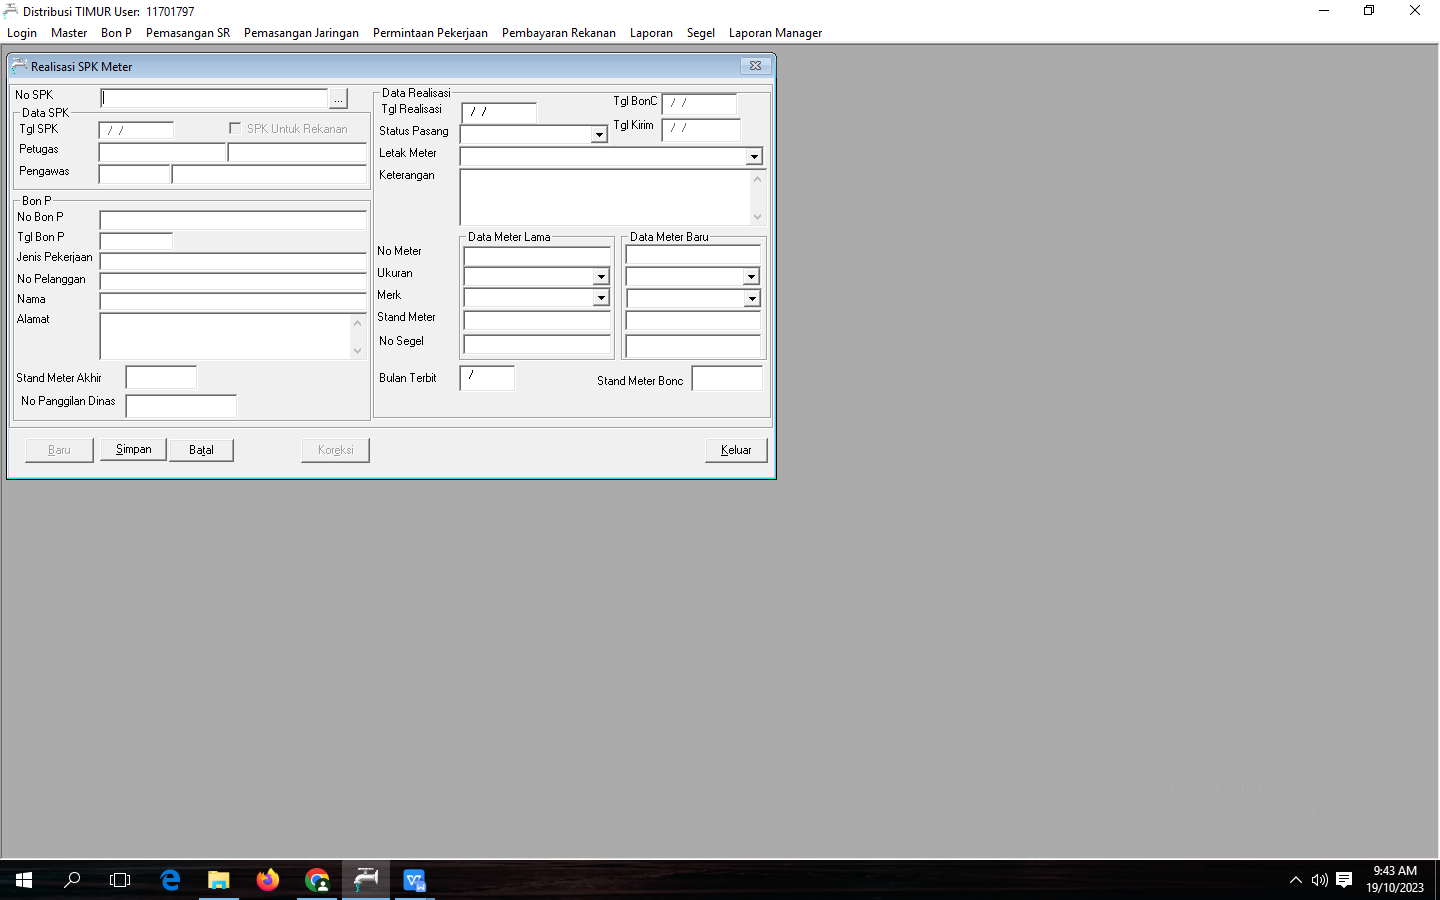 Distribusi TIMUR User: 11701797
Login Master Bon P Pemasangan SR Pemasangan Jaringan Permintaan Pekerjaan Pembayaran Rekanan Laporan Segel Laporan Manager
Realisasi SPK Meter
No SPK
...
Data SPK
Tgl SPK / /
SPK Untuk Rekanan
Petugas
Pengawas
Bon P
No Bon P
Tgl Bon P
Jenis Pekerjaan
No Pelanggan
Nama
Alamat
Stand Meter Akhir
No Panggilan Dinas
Data Realisasi
Tgl Realisasi / /
Tgl BonC / /
Status Pasang
Tgl Kirim / /
Letak Meter
Keterangan
Data Meter Lama Data Meter Baru
No Meter
Ukuran
Merk
Stand Meter
No Segel
Bulan Terbit /
Stand Meter Bonc
Baru Simpan Batal Koreksi Keluar
9:43 AM
19/10/2023